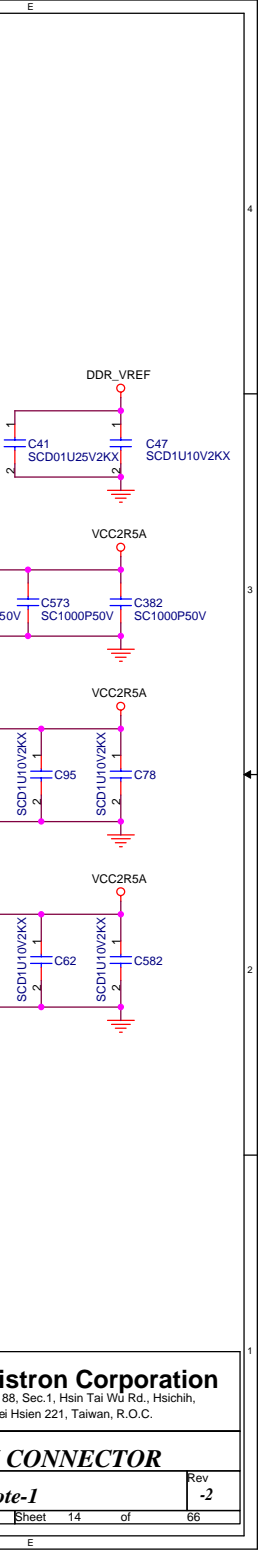 E
4
DDR_VREF
1
2
C41
SCD01U25V2KX
1
2
C47
SCD1U10V2KX
VCC2R5A
3
50V
C573
SC1000P50V
C382
SC1000P50V
VCC2R5A
SCD1U10V2KX
1
2
C95
SCD1U10V2KX
1
2
C78
VCC2R5A
2
SCD1U10V2KX
1
2
C62
SCD1U10V2KX
1
2
C582
1
istron Corporation
88, Sec.1, Hsin Tai Wu Rd., Hsichih,
ei Hsien 221, Taiwan, R.O.C.
CONNECTOR
ote-1
Rev
-2
Sheet 14 of 66
E